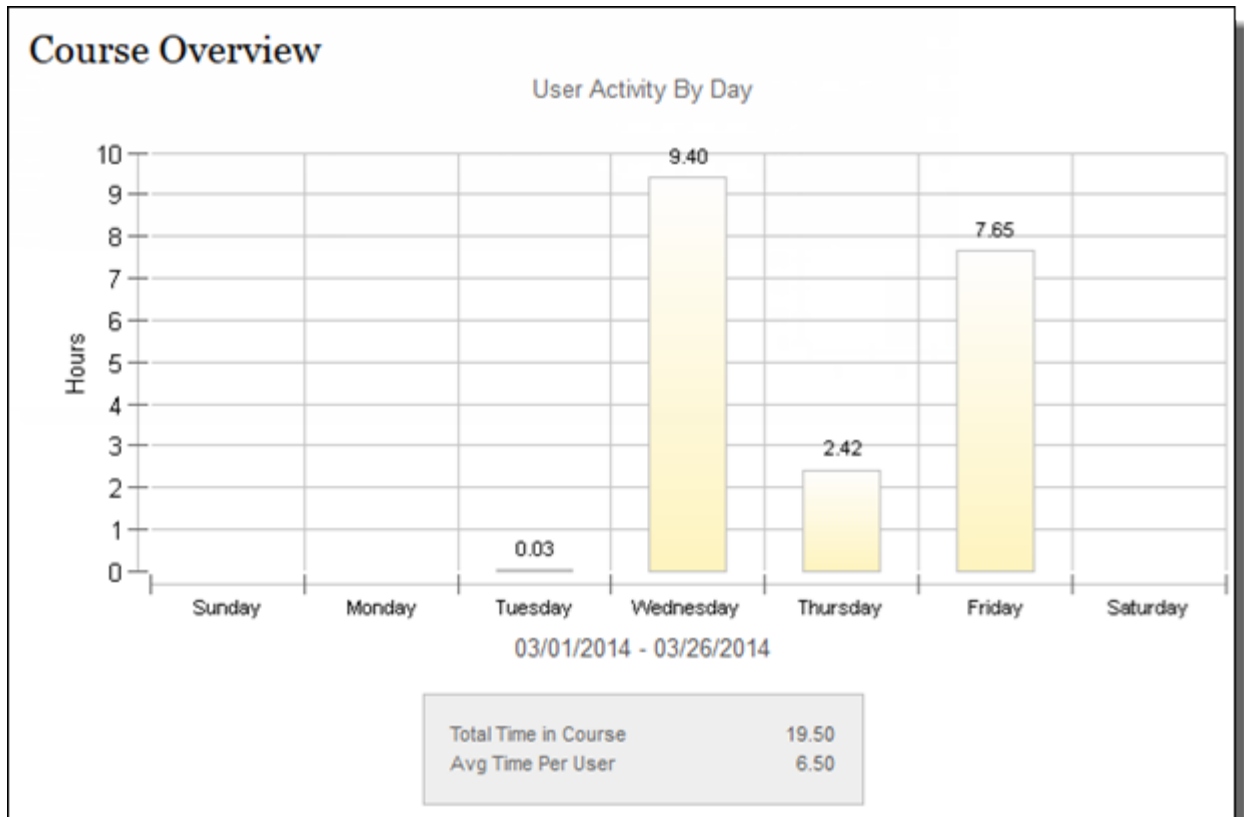 Course Overview
User Activity By Day
10
9
8
7
6
5
4
3
2
1
0
Hours
9.40
7.65
2.42
0.03
Sunday Monday Tuesday Wednesday Thursday Friday Saturday
03/01/2014 - 03/26/2014
Total Time in Course 19.50
Avg Time Per User 6.50